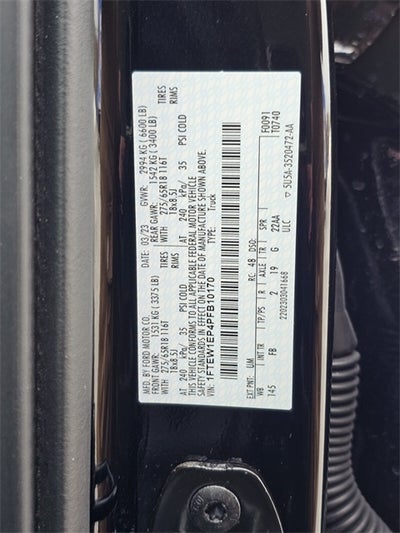 MFD. BY FORD MOTOR CO.
DATE: 03/23 GVWR: 2994 KG ( 6600 LB)
FRONT GAWR: 1531 KG ( 3375 LB) REAR GAWR: 1542 KG ( 3400 LB)
WITH 275/65R18 116T TIRES WITH 275/65R18 116T TIRES
18x8.5J RIMS 18x8.5J RIMS
AT 240 kPa/ 35 PSI COLD AT 240 kPa/ 35 PSI COLD
THIS VEHICLE CONFORMS TO ALL APPLICABLE FEDERAL MOTOR VEHICLE
SAFETY STANDARDS IN EFFECT ON THE DATE OF MANUFACTURE SHOWN ABOVE.
VIN: 1FTEW1EP4PFB10170 TYPE: Truck
F0091
T0740
2202303041668
EXT PNT: UM RC: 48 DSO:
WB INT TR TP/PS R AXLE TR SPR
145 FB 2 19 G 22AA
ULC 5U5A-3520472-AA